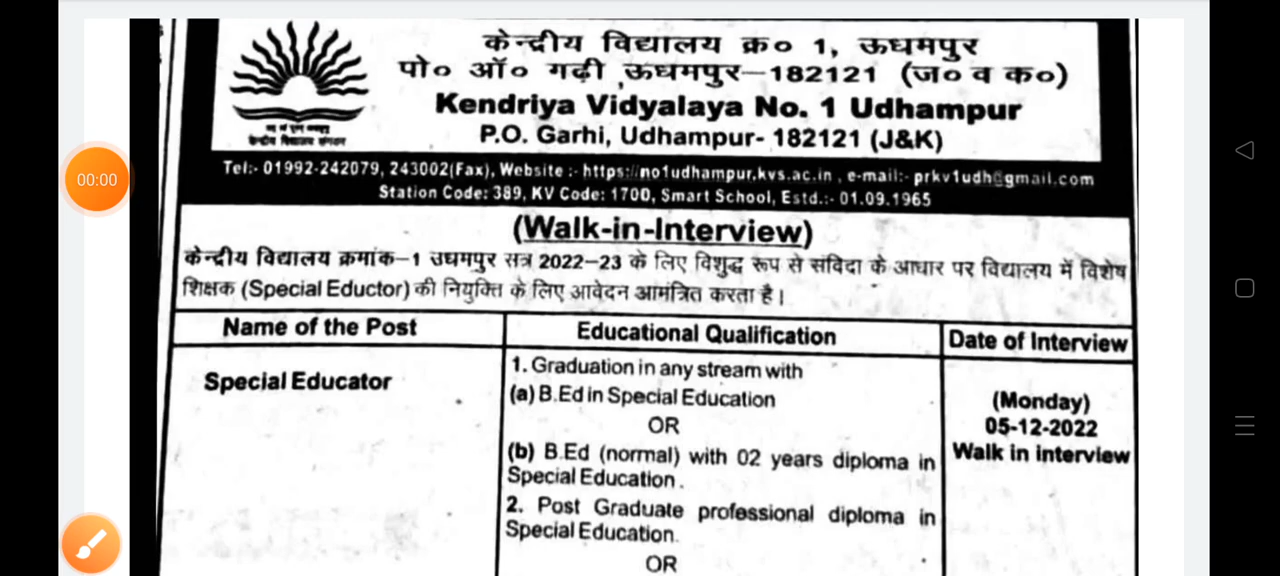 केन्द्रीय विद्यालय क्र० 1, ऊधमपुर
पो० ऑ० गढ़ी ऊधमपुर–182121 (ज० व क०)
Kendriya Vidyalaya No. 1 Udhampur
P.O. Garhi, Udhampur- 182121 (J&K)
केन्द्रीय विद्यालय संगठन
Tel:- 01992-242079, 243002(Fax), Website :- https://no1udhampur.kvs.ac.in , e-mail:- prkv1udh@gmail.com
Station Code: 389, KV Code: 1700, Smart School, Estd.:- 01.09.1965
(Walk-in-Interview)
केन्द्रीय विद्यालय क्रमांक–1 उधमपुर सत्र 2022–23 के लिए विशुद्ध रूप से संविदा के आधार पर विद्यालय में विशेष
शिक्षक (Special Eductor) की नियुक्ति के लिए आवेदन आमंत्रित करता है।
Name of the Post
Educational Qualification
Date of Interview
Special Educator
1. Graduation in any stream with
(a) B.Ed in Special Education
OR
(b) B.Ed (normal) with 02 years diploma in
Special Education.
2. Post Graduate professional diploma in
Special Education.
OR
(Monday)
05-12-2022
Walk in interview
00:00